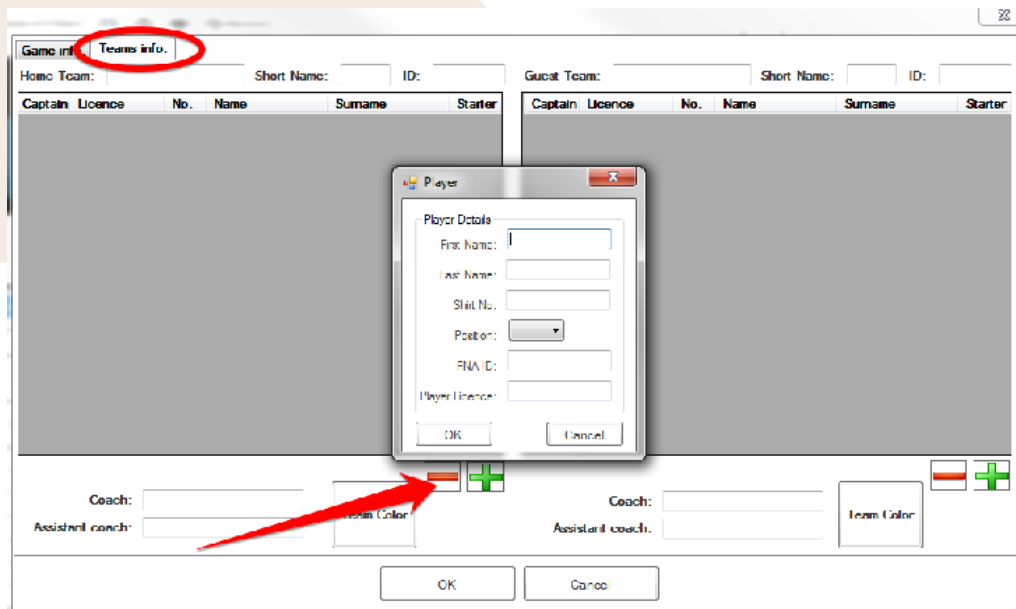 Game info. Teams info.
Home Team: Short Name: ID: Guest Team: Short Name: ID:
Captain Licence No. Name Surname Starter Captain Licence No. Name Surname Starter
Player
Player Details
First Name:
Last Name:
Shirt No.
Position:
Player Licence:
OK Cancel
Coach: Team Color Coach: Team Color
Assistant coach: Assistant coach:
OK Cancel